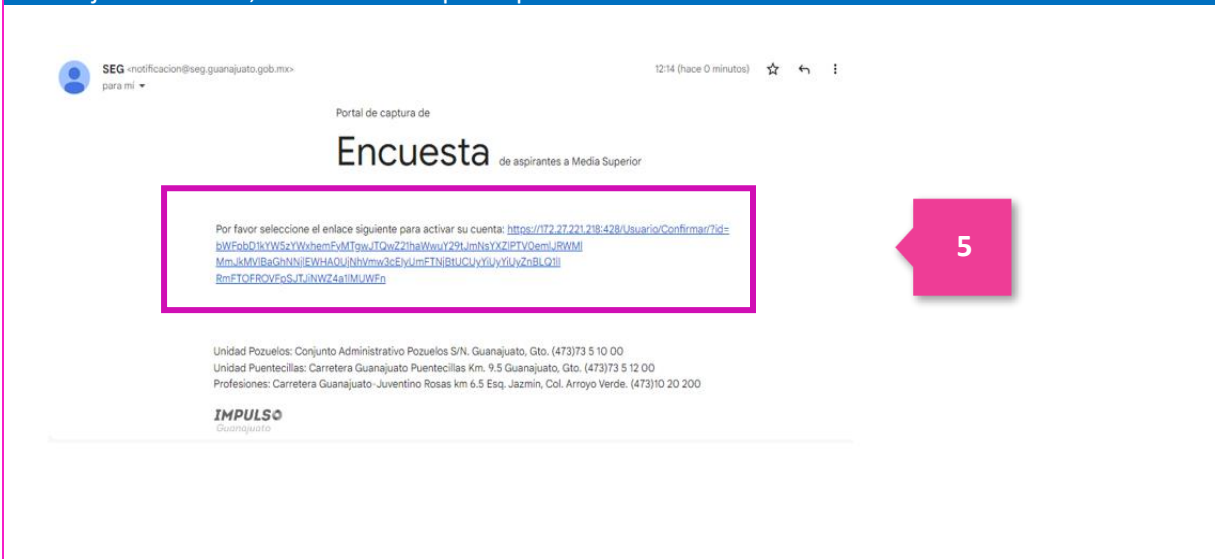 SEG <notificacion@seg.guanajuato.gob.mx>
12:14 (hace 0 minutos)
para mí
Portal de captura de
Encuesta de aspirantes a Media Superior
Por favor seleccione el enlace siguiente para activar su cuenta: https://172.27.221.218:428/Usuario/Confirmar/?id=
5
Unidad Pozuelos: Conjunto Administrativo Pozuelos S/N. Guanajuato, Gto. (473)73 5 10 00
Unidad Puentecillas: Carretera Guanajuato Puentecillas Km. 9.5 Guanajuato, Gto. (473)73 5 12 00
Profesiones: Carretera Guanajuato-Juventino Rosas km 6.5 Esq. Jazmin, Col. Arroyo Verde. (473)10 20 200
IMPULSO
Guanajuato